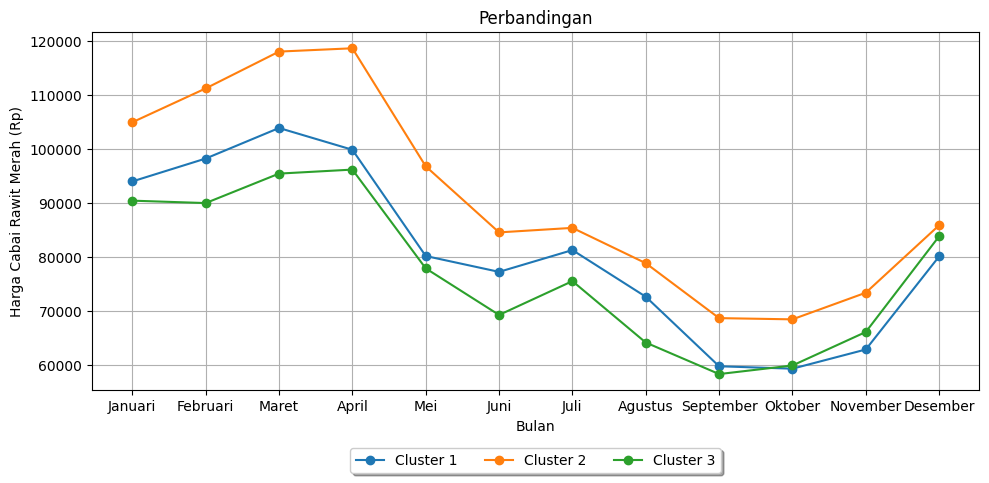 Perbandingan
Harga Cabai Rawit Merah (Rp)
120000
110000
100000
90000
80000
70000
60000
Januari Februari Maret April Mei Juni Juli Agustus September Oktober November Desember
Bulan
Cluster 1 Cluster 2 Cluster 3